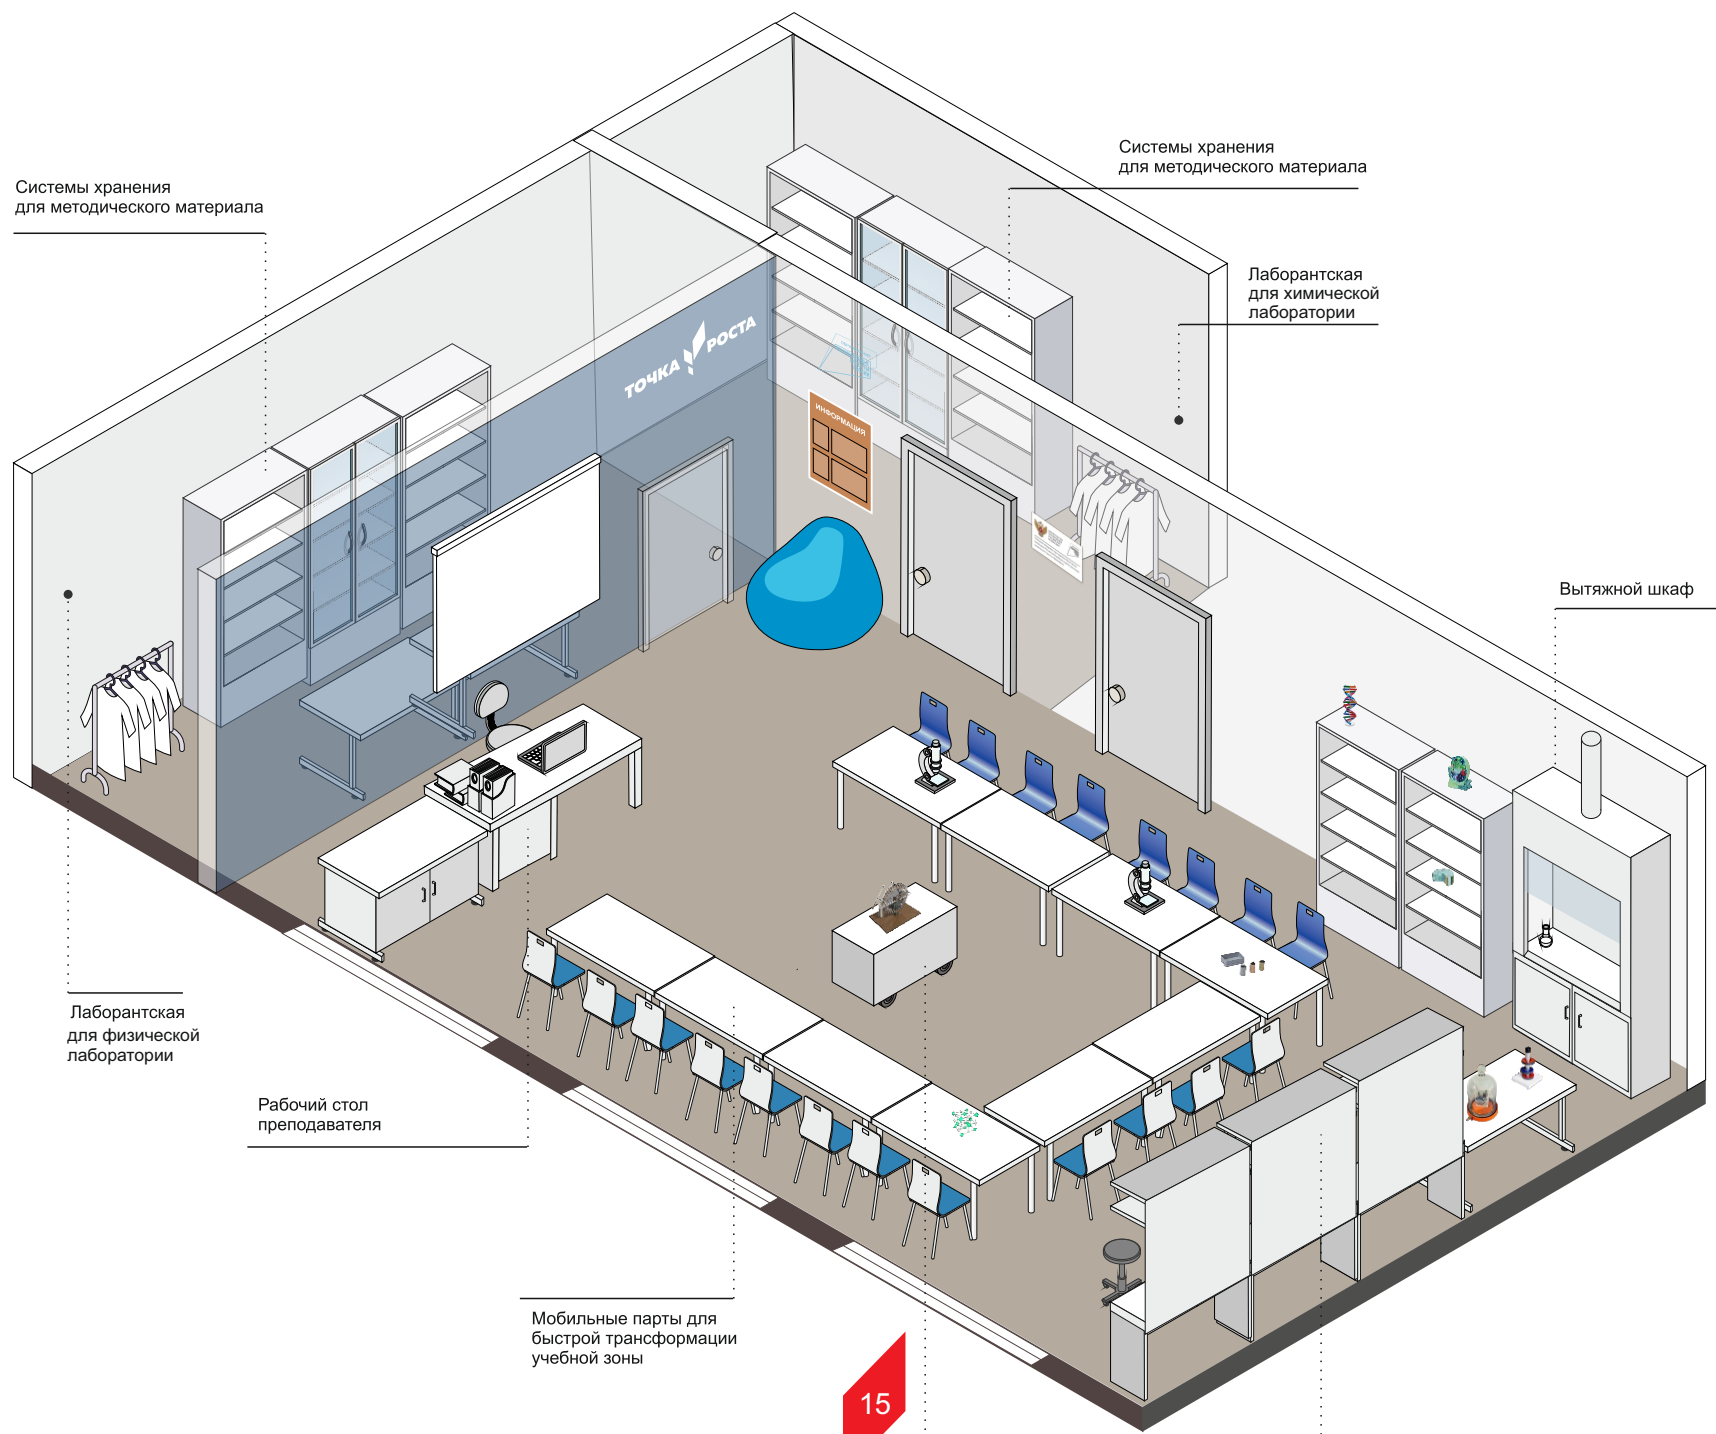 Системы хранения
для методического материала
Системы хранения
для методического материала
Лаборантская
для химической
лаборатории
ТОЧКА РОСТА
ИНФОРМАЦИЯ
Вытяжной шкаф
Лаборантская
для физической
лаборатории
Рабочий стол
преподавателя
Мобильные парты для
быстрой трансформации
учебной зоны
15